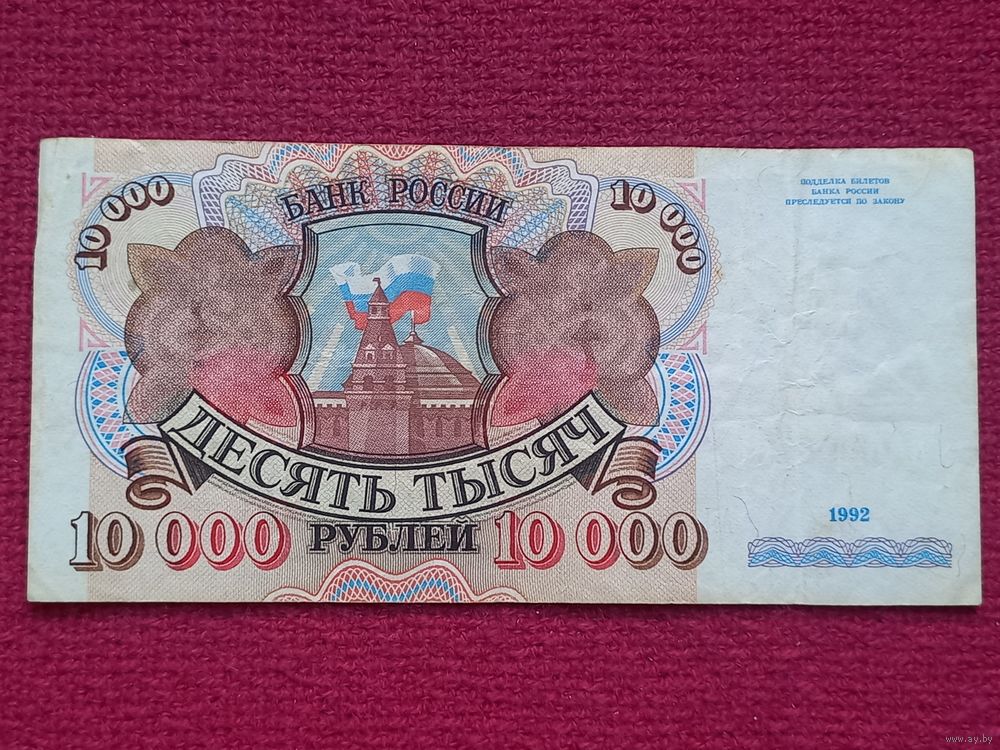 10 000
БАНК РОССИИ
10 000
ПОДДЕЛКА БИЛЕТОВ
БАНКА РОССИИ
ПРЕСЛЕДУЕТСЯ ПО ЗАКОНУ
ДЕСЯТЬ ТЫСЯЧ
10 000 РУБЛЕЙ 10 000
1992
www.ay.by